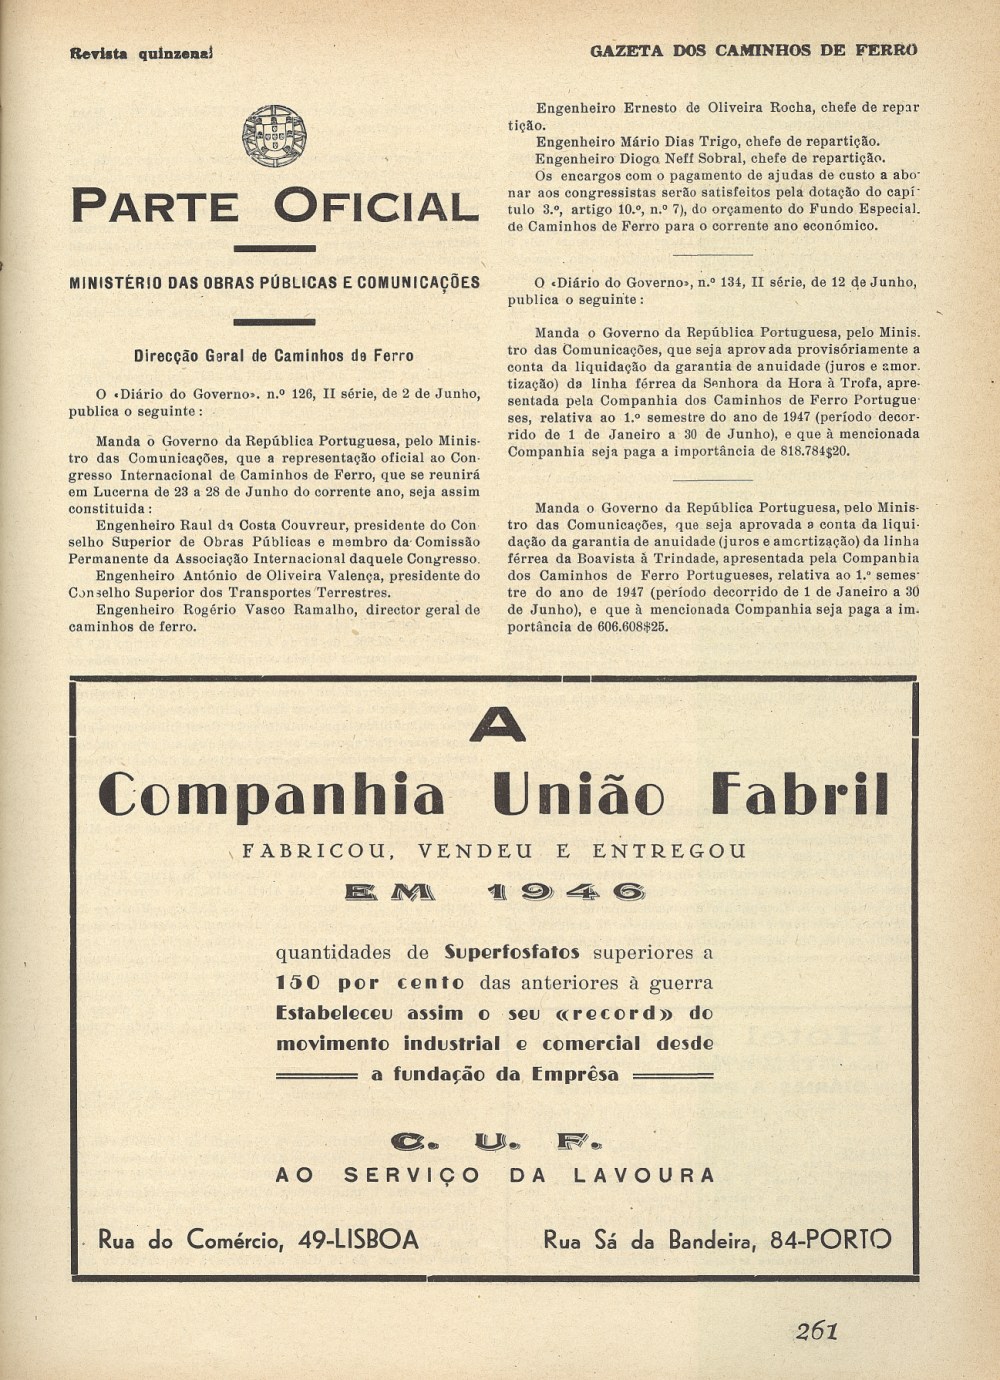 Revista quinzenal
GAZETA DOS CAMINHOS DE FERRO
PARTE OFICIAL
MINISTÉRIO DAS OBRAS PÚBLICAS E COMUNICAÇÕES
Direcção Geral de Caminhos de Ferro
O «Diário do Governo». n.º 126, II série, de 2 de Junho,
publica o seguinte:
Manda o Governo da República Portuguesa, pelo Minis-
tro das Comunicações, que a representação oficial ao Con-
gresso Internacional de Caminhos de Ferro, que se reunirá
em Lucerna de 23 a 28 de Junho do corrente ano, seja assim
constituida:
Engenheiro Raul da Costa Couvreur, presidente do Con
selho Superior de Obras Públicas e membro da Comissão
Permanente da Associação Internacional daquele Congresso.
Engenheiro António de Oliveira Valença, presidente do
Conselho Superior dos Transportes Terrestres.
Engenheiro Rogério Vasco Ramalho, director geral de
caminhos de ferro.
Engenheiro Ernesto de Oliveira Rocha, chefe de repar
tição.
Engenheiro Mário Dias Trigo, chefe de repartição.
Engenheiro Diogo Neff Sobral, chefe de repartição.
Os encargos com o pagamento de ajudas de custo a abo-
nar aos congressistas serão satisfeitos pela dotação do capí-
tulo 3.º, artigo 10.º, n.º 7), do orçamento do Fundo Especial.
de Caminhos de Ferro para o corrente ano económico.
O «Diário do Governo», n.º 134, II série, de 12 de Junho,
publica o seguinte:
Manda o Governo da República Portuguesa, pelo Minis.
tro das Comunicações, que seja aprovada provisóriamente a
conta da liquidação da garantia de anuidade (juros e amor.
tização) da linha férrea da Senhora da Hora à Trofa, apre-
sentada pela Companhia dos Caminhos de Ferro Portugue-
ses, relativa ao 1.º semestre do ano de 1947 (período decor-
rido de 1 de Janeiro a 30 de Junho), e que à mencionada
Companhia seja paga a importância de 818.784$20.
Manda o Governo da República Portuguesa, pelo Minis-
tro das Comunicações, que seja aprovada a conta da liqui-
dação da garantia de anuidade (juros e amortização) da linha
férrea da Boavista à Trindade, apresentada pela Companhia
dos Caminhos de Ferro Portugueses, relativa ao 1.º semes-
tre do ano de 1947 (período decorrido de 1 de Janeiro a 30
de Junho), e que à mencionada Companhia seja paga a im.
portância de 606.608$25.
A
Companhia União Fabril
FABRICOU, VENDEU E ENTREGOU
EM 1946
quantidades de Superfosfatos superiores a
150 por cento das anteriores à guerra
Estabeleceu assim o seu «record» do
movimento industrial e comercial desde
a fundação da Emprêsa
C. U. F.
AO SERVIÇO DA LAVOURA
Rua do Comércio, 49-LISBOA
Rua Sá da Bandeira, 84-PORTO
261